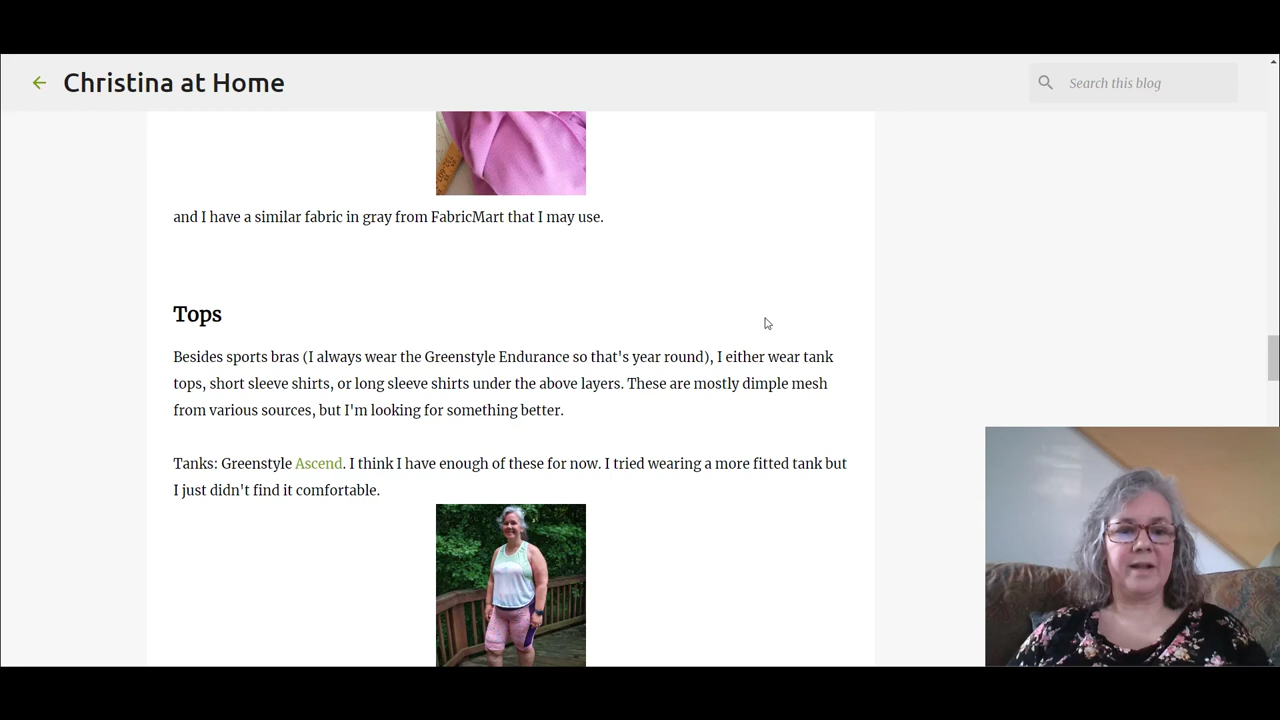 Christina at Home
Search this blog
and I have a similar fabric in gray from FabricMart that I may use.
Tops
Besides sports bras (I always wear the Greenstyle Endurance so that's year round), I either wear tank
tops, short sleeve shirts, or long sleeve shirts under the above layers. These are mostly dimple mesh
from various sources, but I'm looking for something better.
Tanks: Greenstyle Ascend. I think I have enough of these for now. I tried wearing a more fitted tank but
I just didn't find it comfortable.